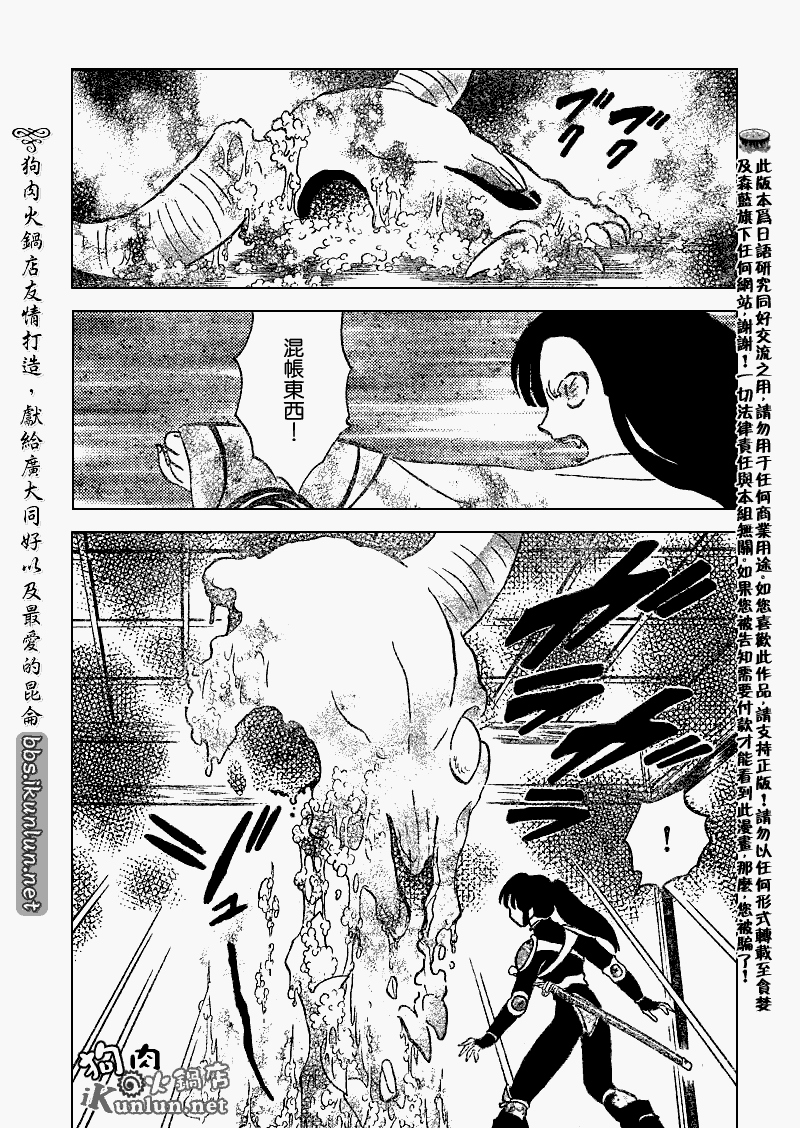 ブクブク
混帳東西！
！
此版本爲日語研究同好交流之用，請勿用于任何商業用途。如您喜歡此作品，請支持正版！請勿以任何形式轉載至貪婪
及森藍旗下任何網站，謝謝！一切法律責任與本組無關。如果您被告知需要付款才能看到此漫畫，那麼，您被騙了！
狗肉火鍋店友情打造，獻給廣大同好以及最愛的昆侖
bbs.ikunlun.net
狗肉
火鍋店
iKunlun.net